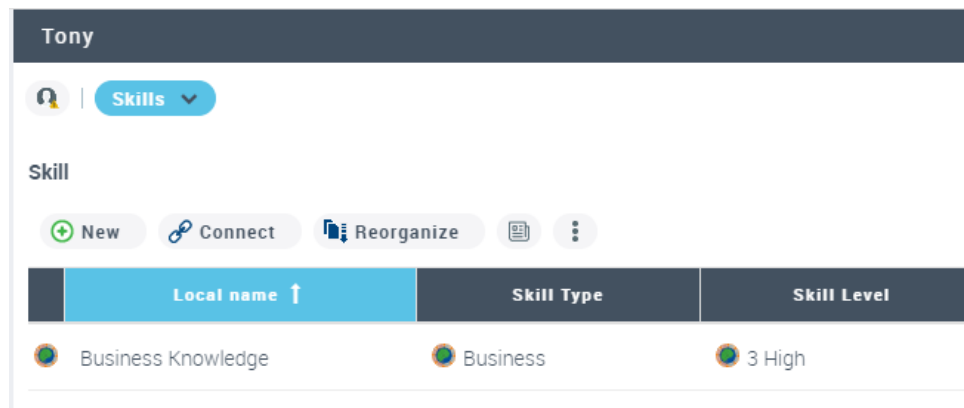 Tony
Skills
Skill
New Connect Reorganize
Local name Skill Type Skill Level
Business Knowledge Business 3 High